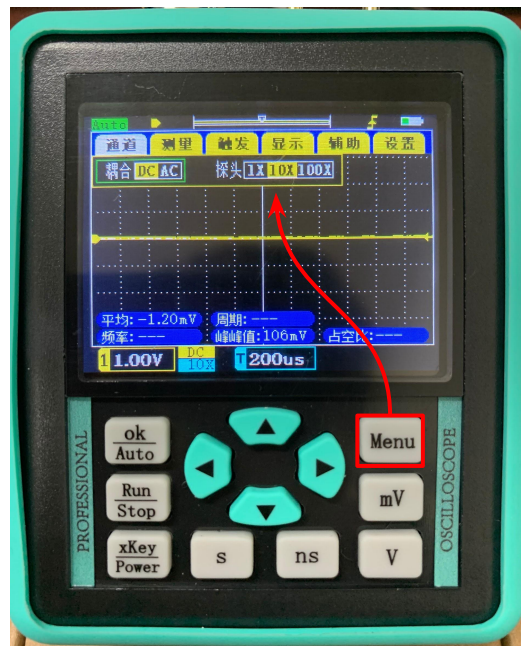 Auto
通道 测量 触发 显示 辅助 设置
耦合 DC AC 探头 1X 10X 100X
平均:-1.20mV 周期:---
频率:--- 峰峰值:106mV 占空比:---
1 1.00V DC 10X T 200us
ok
Auto
Menu
Run
Stop
mV
xKey
Power
s
ns
V
PROFESSIONAL
OSCILLOSCOPE